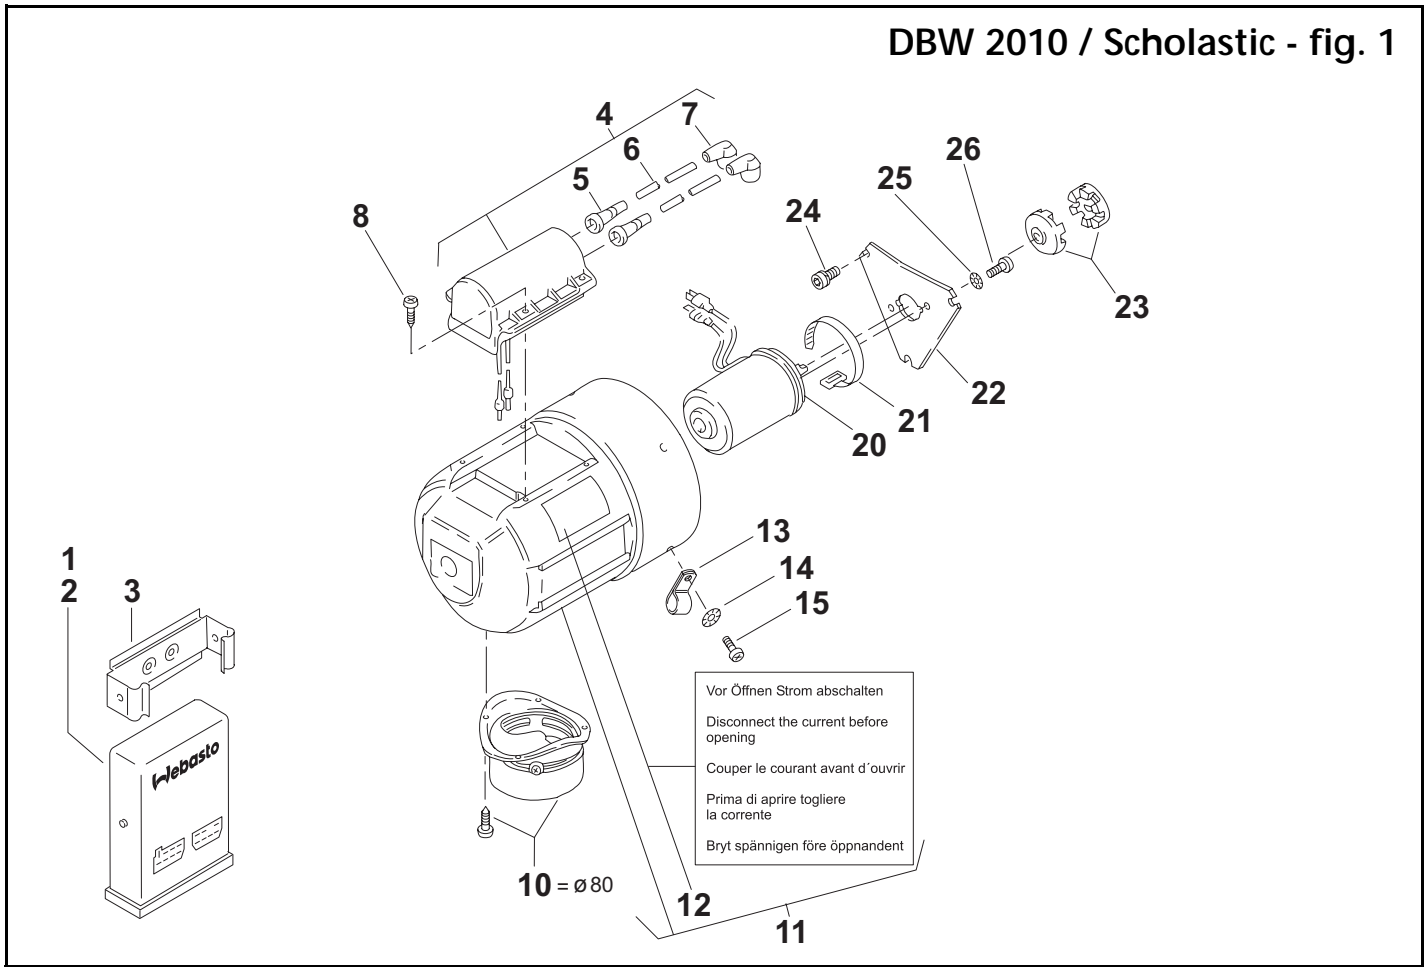 DBW 2010 / Scholastic - fig. 1
4
7
6
5
8
26
25
24
23
22
21
20
13
14
15
1
2
3
Webasto
Vor Öffnen Strom abschalten
Disconnect the current before
opening
Couper le courant avant d´ouvrir
Prima di aprire togliere
la corrente
Bryt spännigen före öppnandent
10 = ø 80
12
11